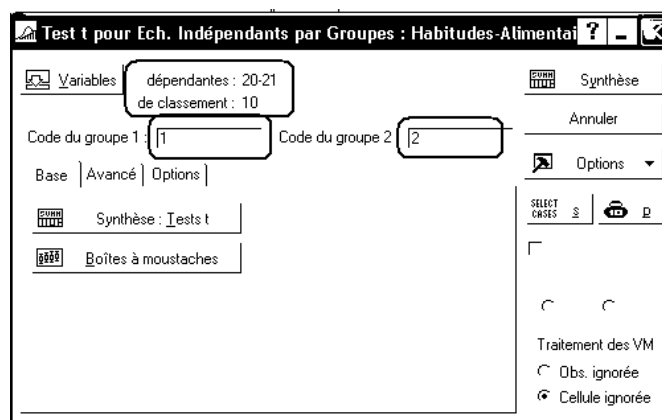 Test t pour Ech. Indépendants par Groupes : Habitudes-Alimentai
Variables
dépendantes : 20-21
de classement : 10
Code du groupe 1 : 1
Code du groupe 2 2
Base Avancé Options
Synthèse : Tests t
Boîtes à moustaches
Synthèse
Annuler
Options
SELECT CASES S D
Traitement des VM
Obs. ignorée
Cellule ignorée